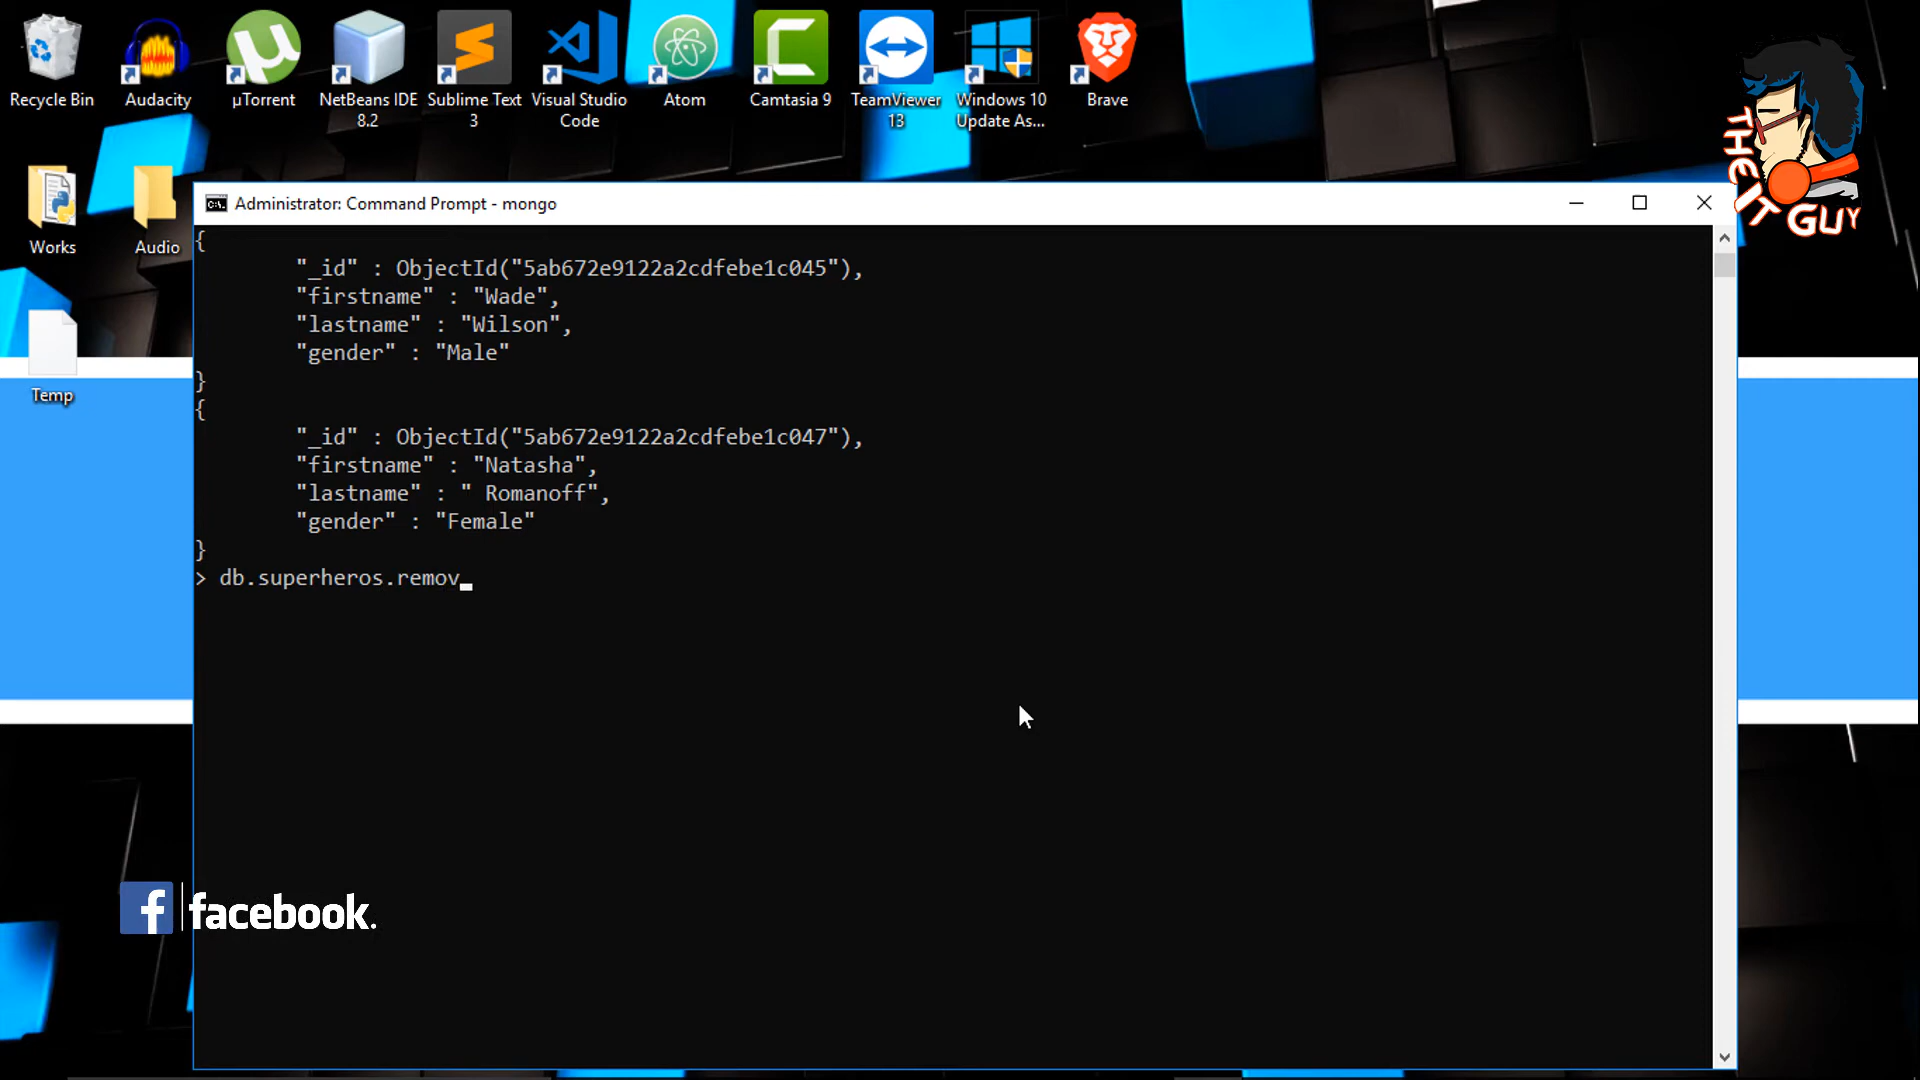 Recycle Bin
Audacity
µTorrent
NetBeans IDE
8.2
Sublime Text
3
Visual Studio
Code
Atom
Camtasia 9
TeamViewer
13
Windows 10
Update As...
Brave
THE IT GUY
Works
Audio
Temp
Administrator: Command Prompt - mongo
{
"_id" : ObjectId("5ab672e9122a2cdfebe1c045"),
"firstname" : "Wade",
"lastname" : "Wilson",
"gender" : "Male"
}
{
"_id" : ObjectId("5ab672e9122a2cdfebe1c047"),
"firstname" : "Natasha",
"lastname" : " Romanoff",
"gender" : "Female"
}
> db.superheros.remov_
f facebook.